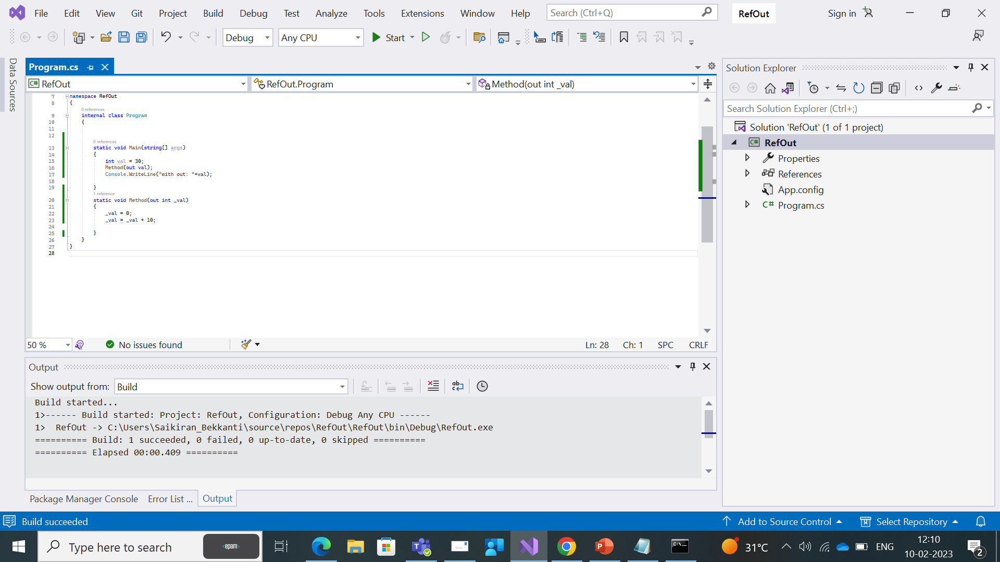 File Edit View Git Project Build Debug Test Analyze Tools Extensions Window Help Search (Ctrl+Q) RefOut Sign in
Debug Any CPU Start
Data Sources
Program.cs
RefOut RefOut.Program Method(out int _val)
7 namespace RefOut
8 {
0 references
9 internal class Program
10 {
11
12
0 references
13 static void Main(string[] args)
14 {
15 int val = 30;
16 Method(out val);
17 Console.WriteLine("with out: "+val);
18
19 }
1 reference
20 static void Method(out int _val)
21 {
22 _val = 0;
23 _val = _val + 10;
24
25 }
26 }
27 }
28
50 % No issues found Ln: 28 Ch: 1 SPC CRLF
Output
Show output from: Build
Build started...
1>------ Build started: Project: RefOut, Configuration: Debug Any CPU ------
1>  RefOut -> C:\Users\Saikiran_Bekkanti\source\repos\RefOut\RefOut\bin\Debug\RefOut.exe
========== Build: 1 succeeded, 0 failed, 0 up-to-date, 0 skipped ==========
========== Elapsed 00:00.409 ==========
Package Manager Console Error List ... Output
Solution Explorer
Search Solution Explorer (Ctrl+;)
Solution 'RefOut' (1 of 1 project)
C# RefOut
Properties
References
App.config
C# Program.cs
Build succeeded Add to Source Control Select Repository
Type here to search <epam> 31°C ENG 12:10
10-02-2023 2